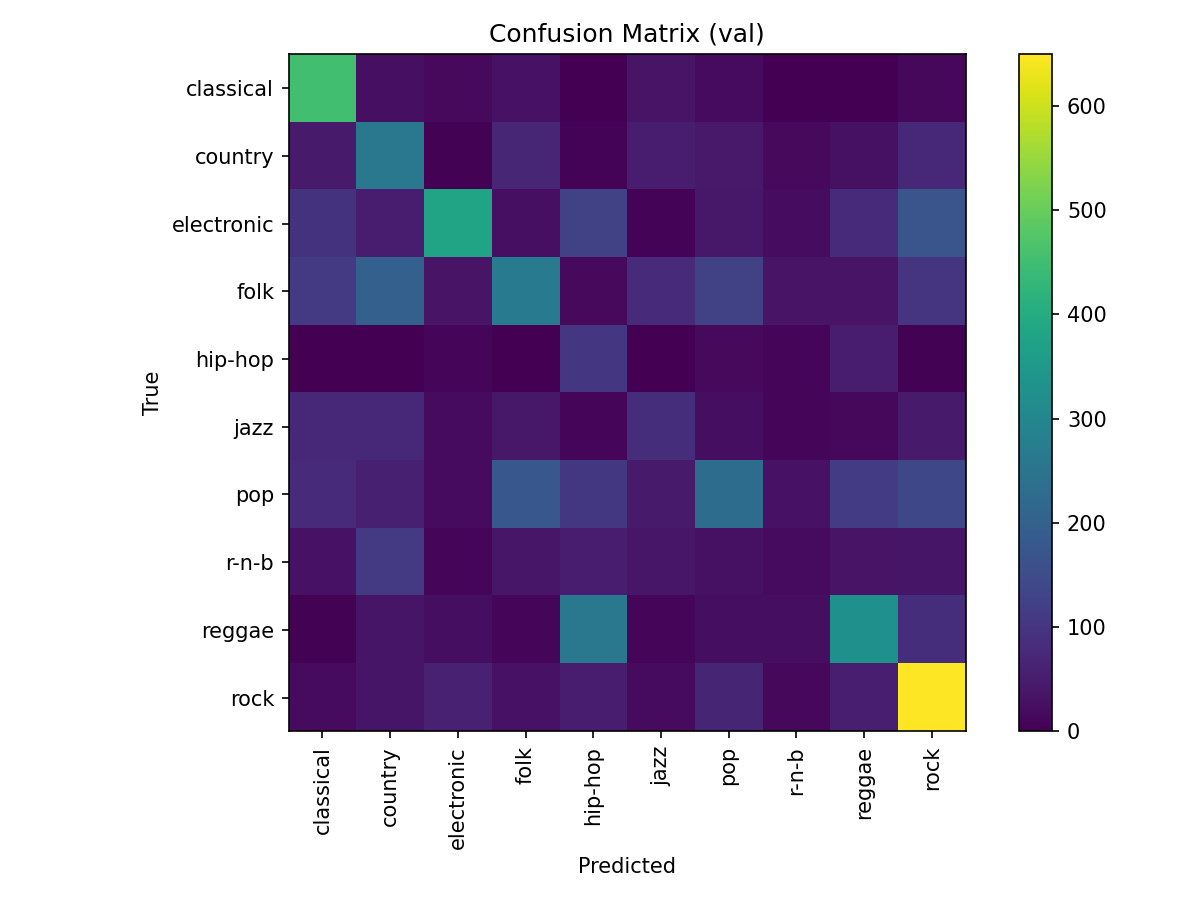 Confusion Matrix (val)
classical
country
electronic
folk
hip-hop
jazz
pop
r-n-b
reggae
rock
True
classical
country
electronic
folk
hip-hop
jazz
pop
r-n-b
reggae
rock
Predicted
600
500
400
300
200
100
0